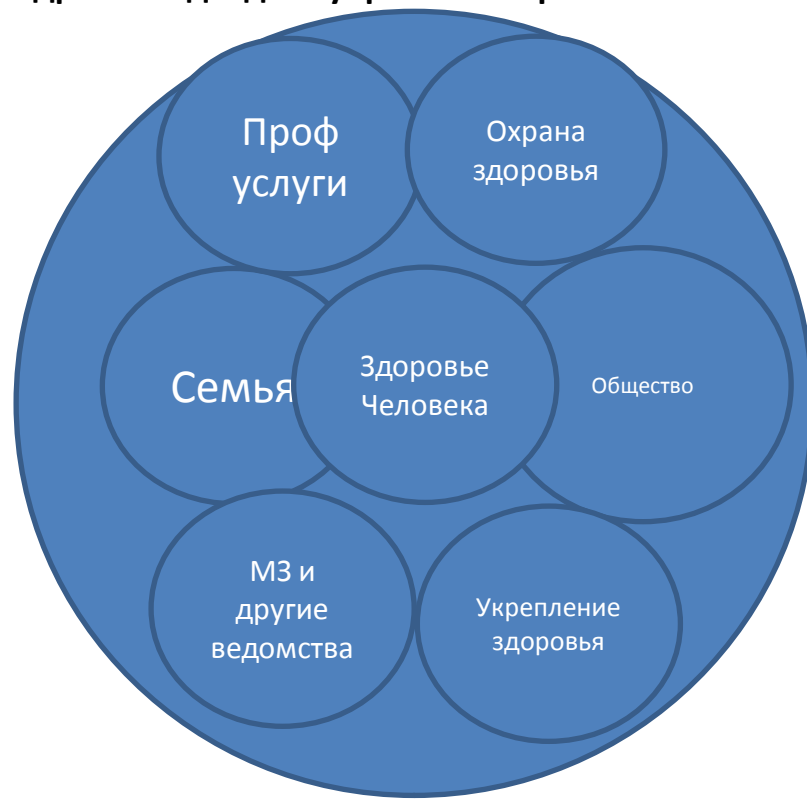 Проф
услуги
Охрана
здоровья
Семья
Здоровье
Человека
Общество
МЗ и
другие
ведомства
Укрепление
здоровья